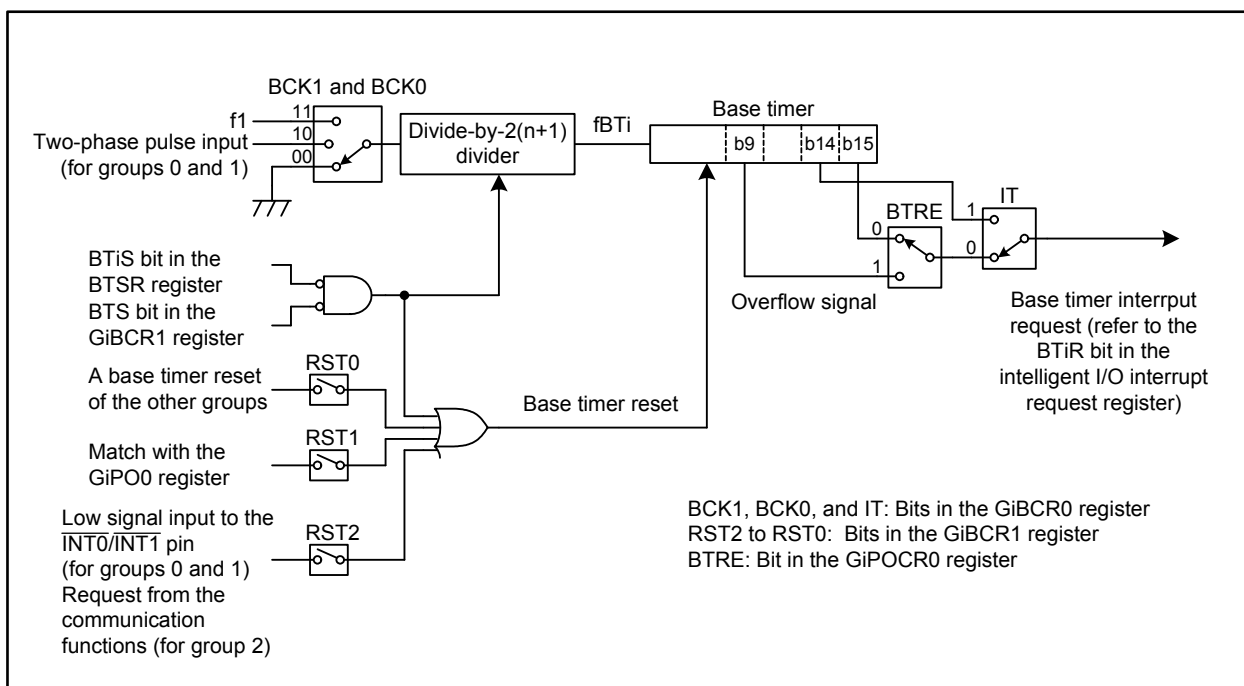 BCK1 and BCK0
f1
11
Two-phase pulse input
(for groups 0 and 1)
10
00
Divide-by-2(n+1)
divider
fBTi
Base timer
b9
b14
b15
BTRE
0
1
IT
1
0
Overflow signal
Base timer interrput
request (refer to the
BTiR bit in the
intelligent I/O interrupt
request register)
BTiS bit in the
BTSR register
BTS bit in the
GiBCR1 register
A base timer reset
of the other groups
RST0
Match with the
GiPO0 register
RST1
Low signal input to the
INT0/INT1 pin
(for groups 0 and 1)
Request from the
communication
functions (for group 2)
RST2
Base timer reset
BCK1, BCK0, and IT: Bits in the GiBCR0 register
RST2 to RST0: Bits in the GiBCR1 register
BTRE: Bit in the GiPOCR0 register